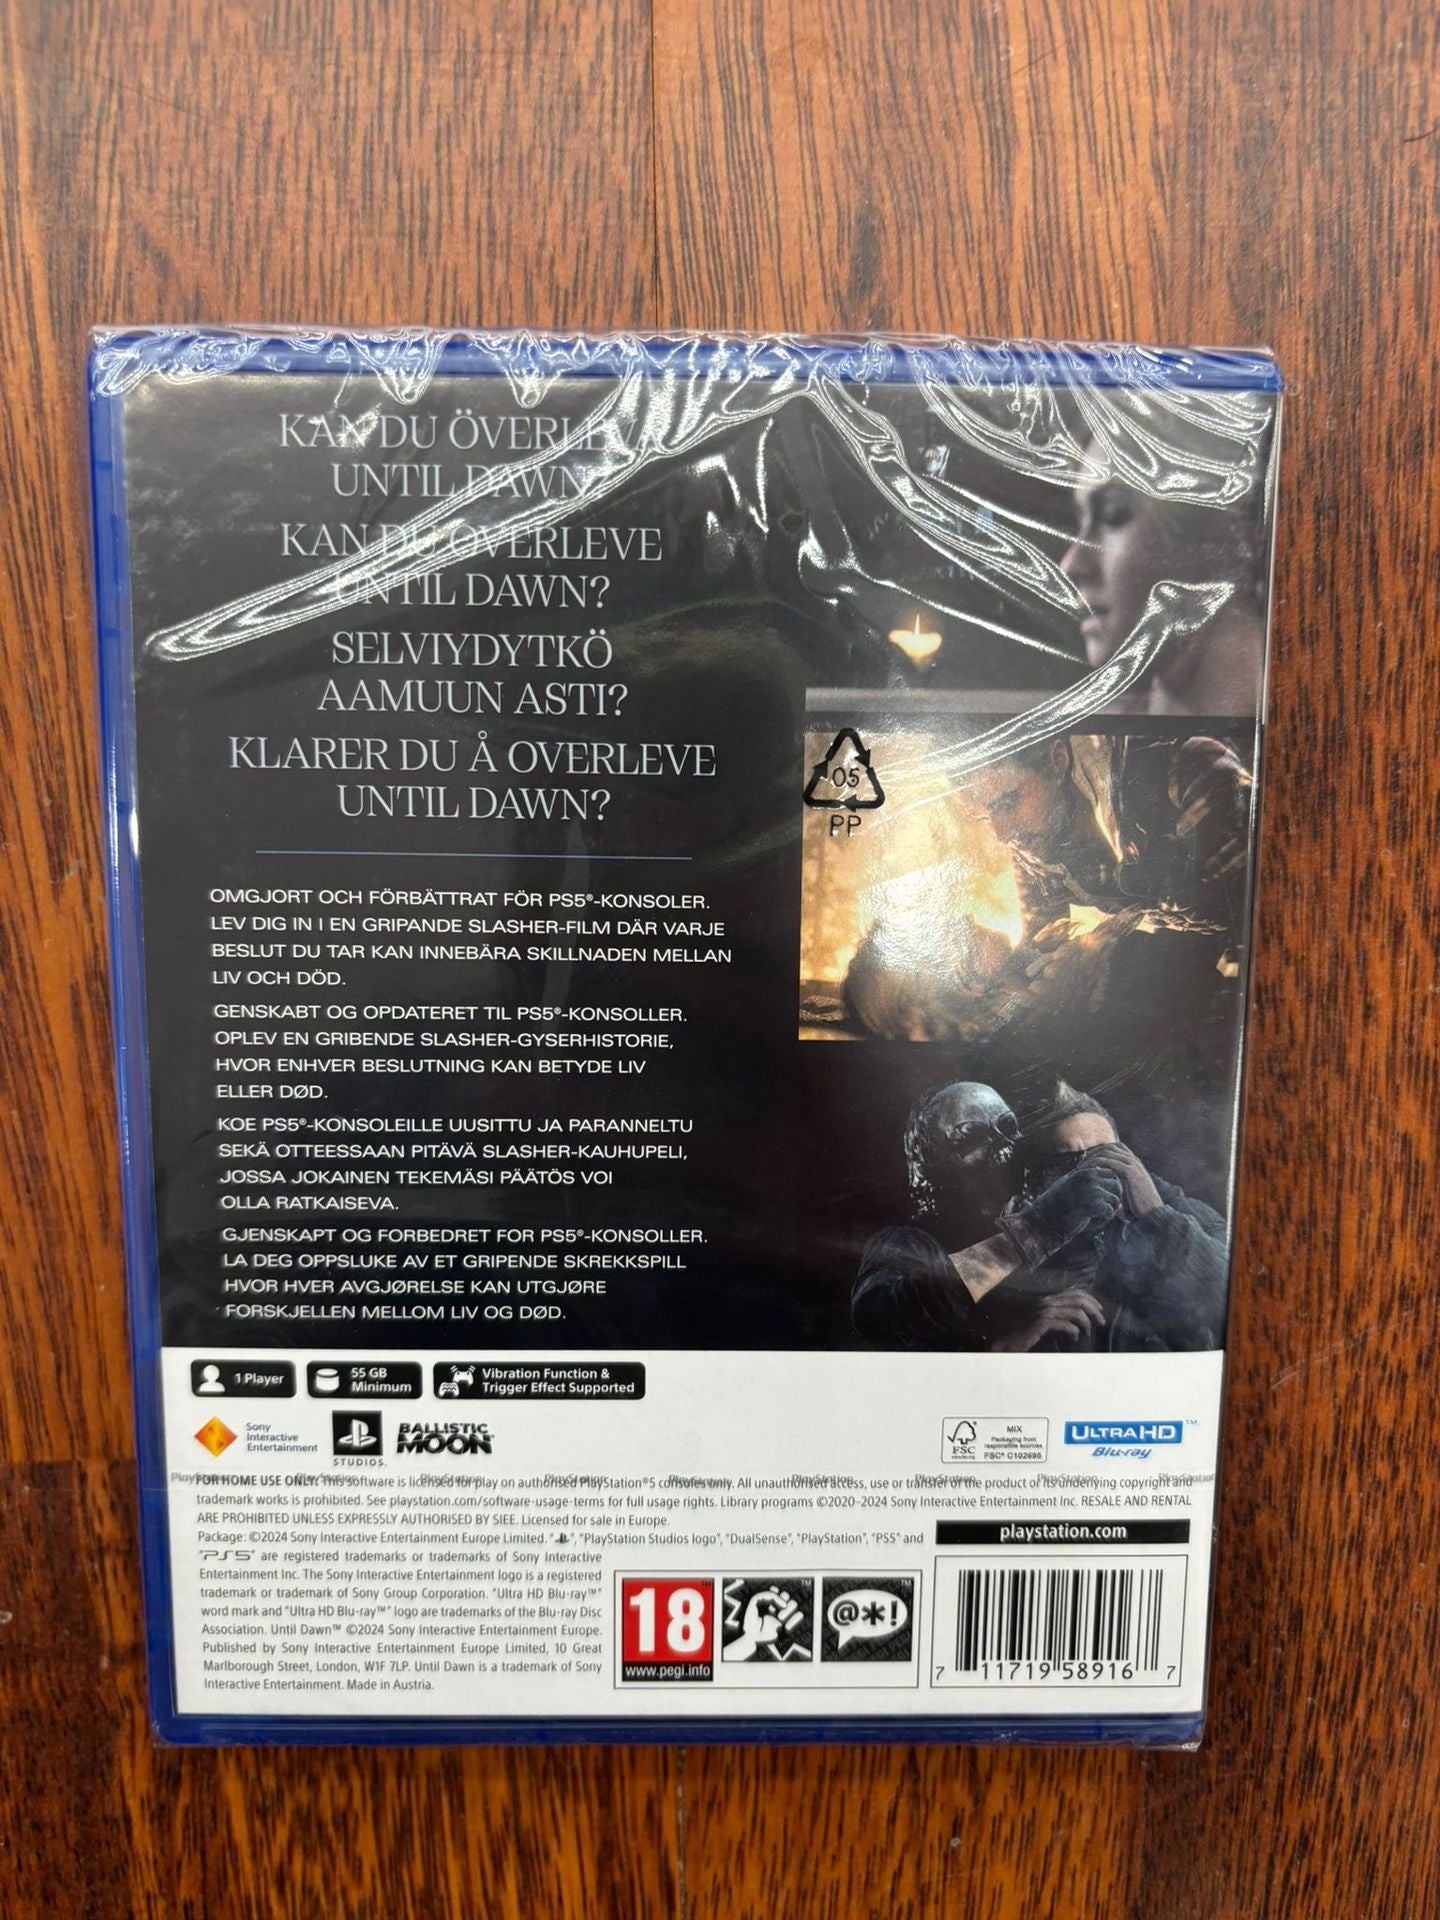 KAN DU ÖVERLEVA
UNTIL DAWN?
KAN DU OVERLEVE
UNTIL DAWN?
SELVIYDYTKÖ
AAMUUN ASTI?
KLARER DU Å OVERLEVE
UNTIL DAWN?
05
PP
OMGJORT OCH FÖRBÄTTRAT FÖR PS5®-KONSOLER.
LEV DIG IN I EN GRIPANDE SLASHER-FILM DÄR VARJE
BESLUT DU TAR KAN INNEBÄRA SKILLNADEN MELLAN
LIV OCH DÖD.
GENSKABT OG OPDATERET TIL PS5®-KONSOLLER.
OPLEV EN GRIBENDE SLASHER-GYSERHISTORIE,
HVOR ENHVER BESLUTNING KAN BETYDE LIV
ELLER DØD.
KOE PS5®-KONSOLEILLE UUSITTU JA PARANNELTU
SEKÄ OTTEESSAAN PITÄVÄ SLASHER-KAUHUPELI,
JOSSA JOKAINEN TEKEMÄSI PÄÄTÖS VOI
OLLA RATKAISEVA.
GJENSKAPT OG FORBEDRET FOR PS5®-KONSOLLER.
LA DEG OPPSLUKE AV ET GRIPENDE SKREKKSPILL
HVOR HVER AVGJØRELSE KAN UTGJØRE
FORSKJELLEN MELLOM LIV OG DØD.
1 Player
55 GB
Minimum
Vibration Function &
Trigger Effect Supported
Sony
Interactive
Entertainment
STUDIOS.
BALLISTIC
MOON
FSC
www.fsc.org
MIX
Packaging from
responsible sources
FSC® C102695
ULTRA HD™
Blu-ray
FOR HOME USE ONLY: This software is licensed for play on authorised PlayStation®5 consoles only. All unauthorised access, use or transfer of the product or its underlying copyright and
trademark works is prohibited. See playstation.com/software-usage-terms for full usage rights. Library programs ©2020-2024 Sony Interactive Entertainment Inc. RESALE AND RENTAL
ARE PROHIBITED UNLESS EXPRESSLY AUTHORISED BY SIEE. Licensed for sale in Europe.
Package: ©2024 Sony Interactive Entertainment Europe Limited. "", "PlayStation Studios logo", "DualSense", "PlayStation", "PS5" and
"PS5" are registered trademarks or trademarks of Sony Interactive
Entertainment Inc. The Sony Interactive Entertainment logo is a registered
trademark or trademark of Sony Group Corporation. "Ultra HD Blu-ray™"
word mark and "Ultra HD Blu-ray™" logo are trademarks of the Blu-ray Disc
Association. Until Dawn™ ©2024 Sony Interactive Entertainment Europe.
Published by Sony Interactive Entertainment Europe Limited, 10 Great
Marlborough Street, London, W1F 7LP. Until Dawn is a trademark of Sony
Interactive Entertainment. Made in Austria.
playstation.com
18
www.pegi.info
@*!
7 11719 58916 7